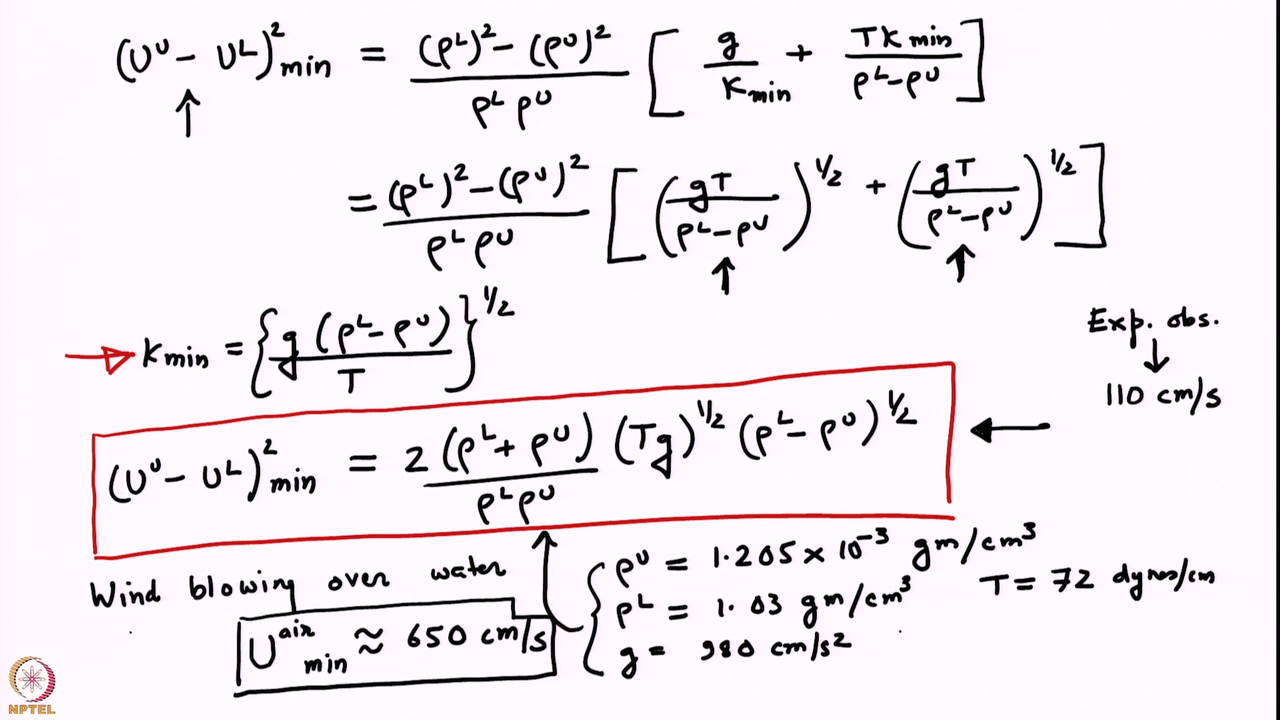 (U^U - U^L)^2_min = ((ρ^L)^2 - (ρ^U)^2)/(ρ^L ρ^U) [ g/k_min + T k_min/(ρ^L - ρ^U) ]
= ((ρ^L)^2 - (ρ^U)^2)/(ρ^L ρ^U) [ (gT/(ρ^L - ρ^U))^{1/2} + (gT/(ρ^L - ρ^U))^{1/2} ]
k_min = { g(ρ^L - ρ^U)/T }^{1/2}
Exp. obs.
↓
110 cm/s
(U^U - U^L)^2_min = 2(ρ^L + ρ^U)/(ρ^L ρ^U) (Tg)^{1/2} (ρ^L - ρ^U)^{1/2}
Wind blowing over water
U^air_min ≈ 650 cm/s
ρ^U = 1.205 × 10^-3 gm/cm^3
ρ^L = 1.03 gm/cm^3
g = 980 cm/s^2
T = 72 dynes/cm
NPTEL